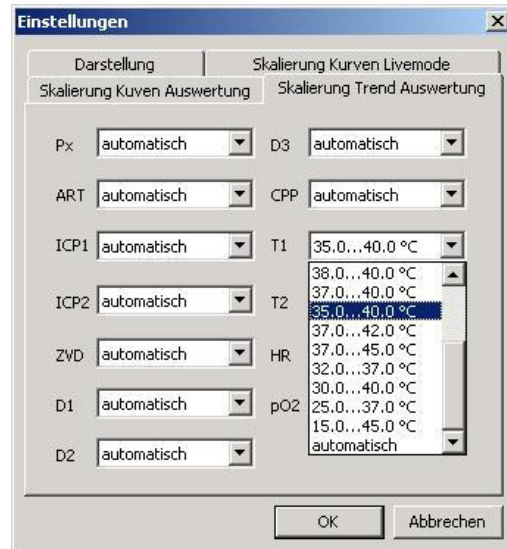 Einstellungen
Darstellung
Skalierung Kurven Livemode
Skalierung Kuven Auswertung
Skalierung Trend Auswertung
Px automatisch
D3 automatisch
ART automatisch
CPP automatisch
ICP1 automatisch
T1 35.0...40.0 °C
38.0...40.0 °C
37.0...40.0 °C
ICP2 automatisch
T2
35.0...40.0 °C
37.0...42.0 °C
37.0...45.0 °C
ZVD automatisch
HR
32.0...37.0 °C
30.0...40.0 °C
D1 automatisch
pO2
25.0...37.0 °C
15.0...45.0 °C
automatisch
D2 automatisch
OK
Abbrechen